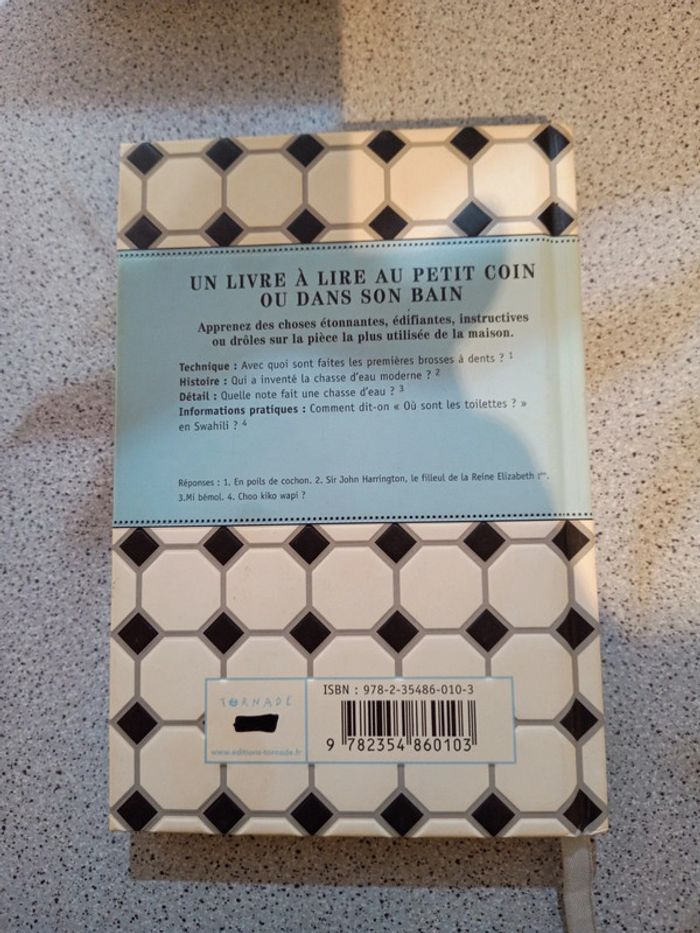 UN LIVRE À LIRE AU PETIT COIN
OU DANS SON BAIN
Apprenez des choses étonnantes, édifiantes, instructives
ou drôles sur la pièce la plus utilisée de la maison.
Technique : Avec quoi sont faites les premières brosses à dents ? ¹
Histoire : Qui a inventé la chasse d'eau moderne ? ²
Détail : Quelle note fait une chasse d'eau ? ³
Informations pratiques : Comment dit-on « Où sont les toilettes ? »
en Swahili ? ⁴
Réponses : 1. En poils de cochon. 2. Sir John Harrington, le filleul de la Reine Elizabeth Iʳᵉ.
3.Mi bémol. 4. Choo kiko wapi ?
TORNADE
www.editions-tornade.fr
ISBN : 978-2-35486-010-3
9 782354 860103